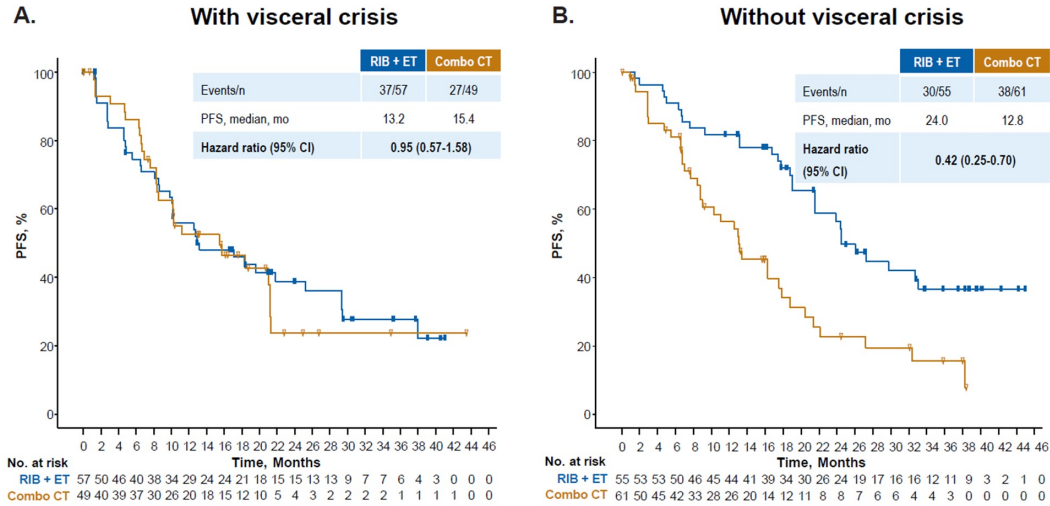 A.
With visceral crisis
RIB + ET Combo CT
Events/n 37/57 27/49
PFS, median, mo 13.2 15.4
Hazard ratio (95% CI) 0.95 (0.57-1.58)
PFS, %
100
80
60
40
20
0
0 2 4 6 8 10 12 14 16 18 20 22 24 26 28 30 32 34 36 38 40 42 44 46
Time, Months
No. at risk
RIB + ET 57 50 46 40 38 34 29 24 24 21 18 15 15 13 13 9 7 7 6 4 3 0 0 0
Combo CT 49 40 39 37 30 26 20 18 15 12 10 5 4 3 2 2 2 2 1 1 1 1 0 0
B.
Without visceral crisis
RIB + ET Combo CT
Events/n 30/55 38/61
PFS, median, mo 24.0 12.8
Hazard ratio
(95% CI)
0.42 (0.25-0.70)
PFS, %
100
80
60
40
20
0
0 2 4 6 8 10 12 14 16 18 20 22 24 26 28 30 32 34 36 38 40 42 44 46
Time, Months
No. at risk
RIB + ET 55 53 53 50 46 45 44 41 39 34 30 26 24 19 17 16 16 12 11 9 3 2 1 0
Combo CT 61 50 45 42 33 28 26 20 14 12 11 8 8 7 6 6 4 4 3 0 0 0 0 0